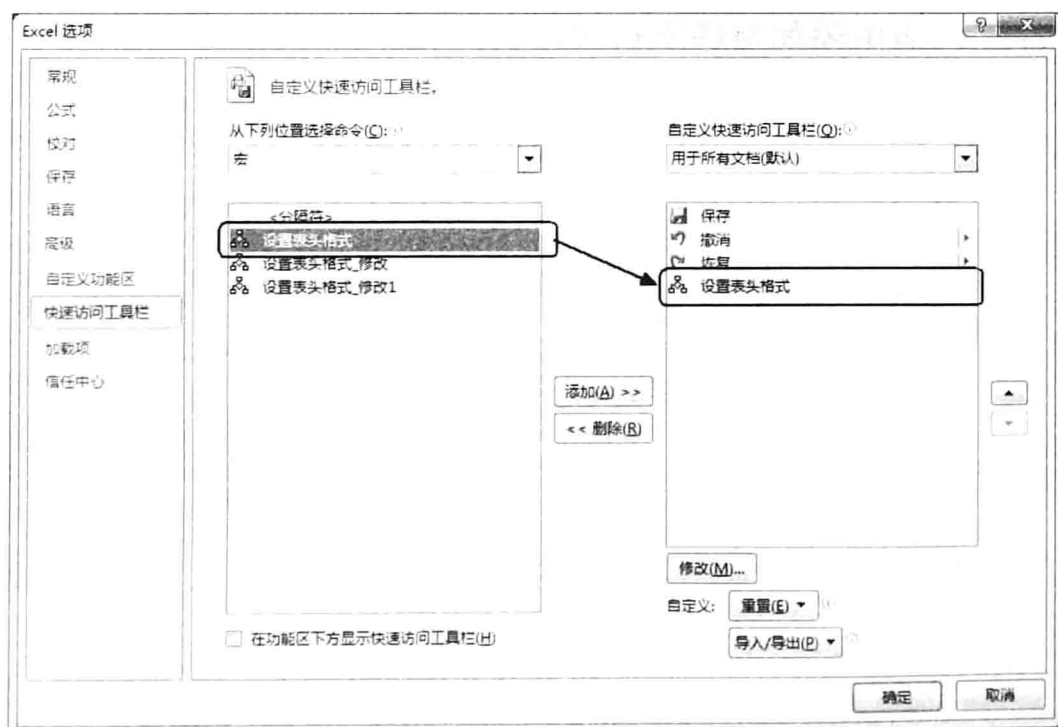 Excel 选项
常规
公式
校对
保存
语言
高级
自定义功能区
快速访问工具栏
加载项
信任中心
自定义快速访问工具栏。
从下列位置选择命令(C):
宏
<分隔符>
设置表头格式
设置表头格式_修改
设置表头格式_修改1
添加(A) >>
<< 删除(R)
自定义快速访问工具栏(Q):
用于所有文档(默认)
保存
撤消
恢复
设置表头格式
修改(M)...
自定义:
重置(E)
导入/导出(P)
在功能区下方显示快速访问工具栏(H)
确定
取消